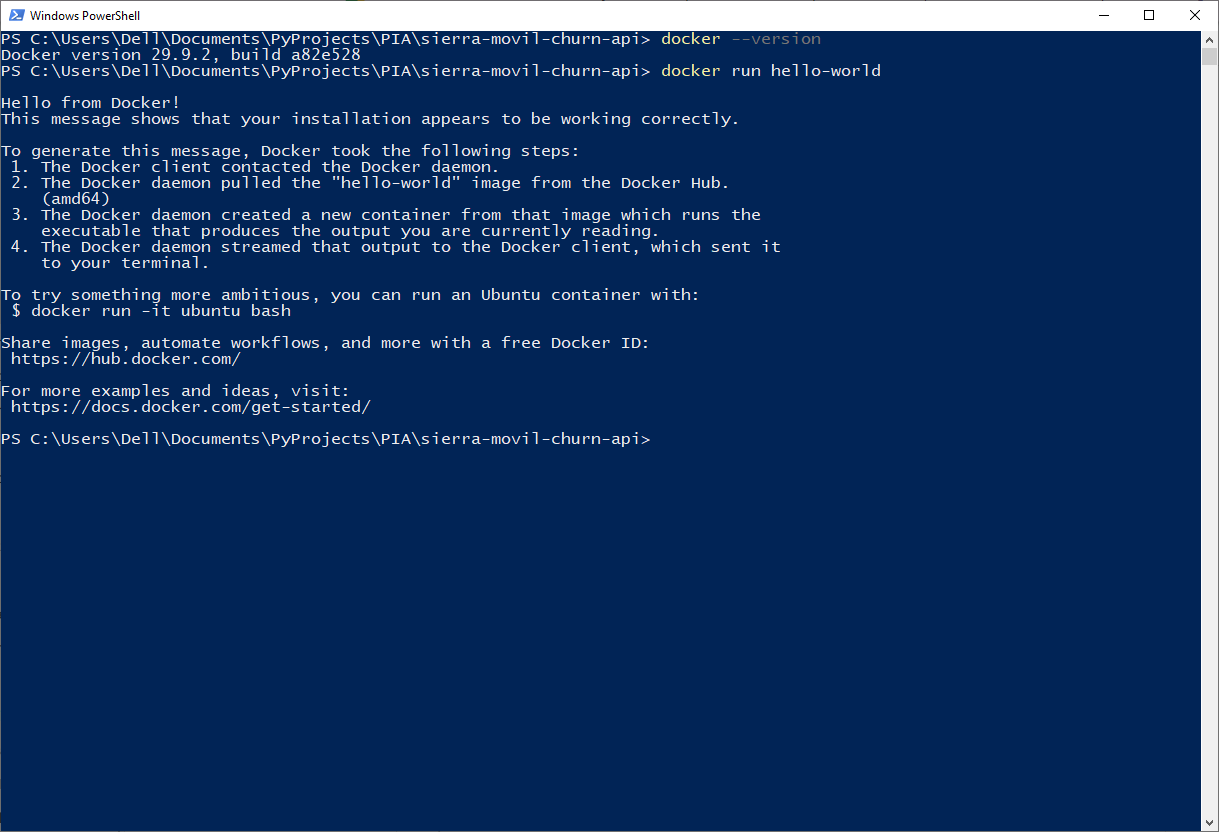 Windows PowerShell
PS C:\Users\Dell\Documents\PyProjects\PIA\sierra-movil-churn-api> docker --version
Docker version 29.9.2, build a82e528
PS C:\Users\Dell\Documents\PyProjects\PIA\sierra-movil-churn-api> docker run hello-world
Hello from Docker!
This message shows that your installation appears to be working correctly.
To generate this message, Docker took the following steps:
1. The Docker client contacted the Docker daemon.
2. The Docker daemon pulled the "hello-world" image from the Docker Hub.
(amd64)
3. The Docker daemon created a new container from that image which runs the
executable that produces the output you are currently reading.
4. The Docker daemon streamed that output to the Docker client, which sent it
to your terminal.
To try something more ambitious, you can run an Ubuntu container with:
$ docker run -it ubuntu bash
Share images, automate workflows, and more with a free Docker ID:
https://hub.docker.com/
For more examples and ideas, visit:
https://docs.docker.com/get-started/
PS C:\Users\Dell\Documents\PyProjects\PIA\sierra-movil-churn-api>